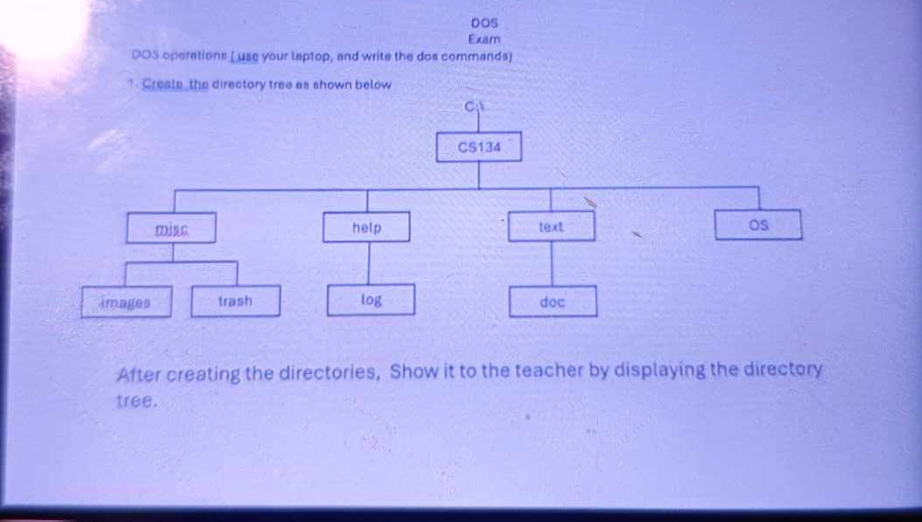 DOS
Exam
DOS operations (use your laptop, and write the dos commands)
1. Create the directory tree as shown below
C:\
CS134
misc help text OS
images trash log doc
After creating the directories, Show it to the teacher by displaying the directory
tree.